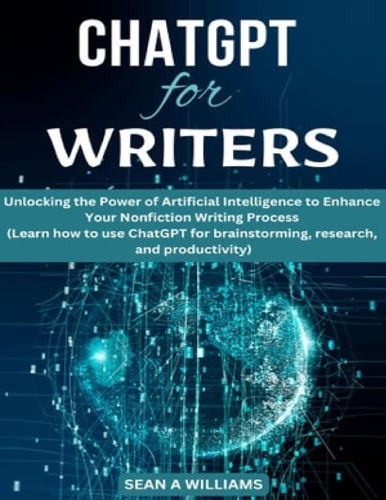 CHATGPT
for
WRITERS
Unlocking the Power of Artificial Intelligence to Enhance
Your Nonfiction Writing Process
(Learn how to use ChatGPT for brainstorming, research,
and productivity)
SEAN A WILLIAMS